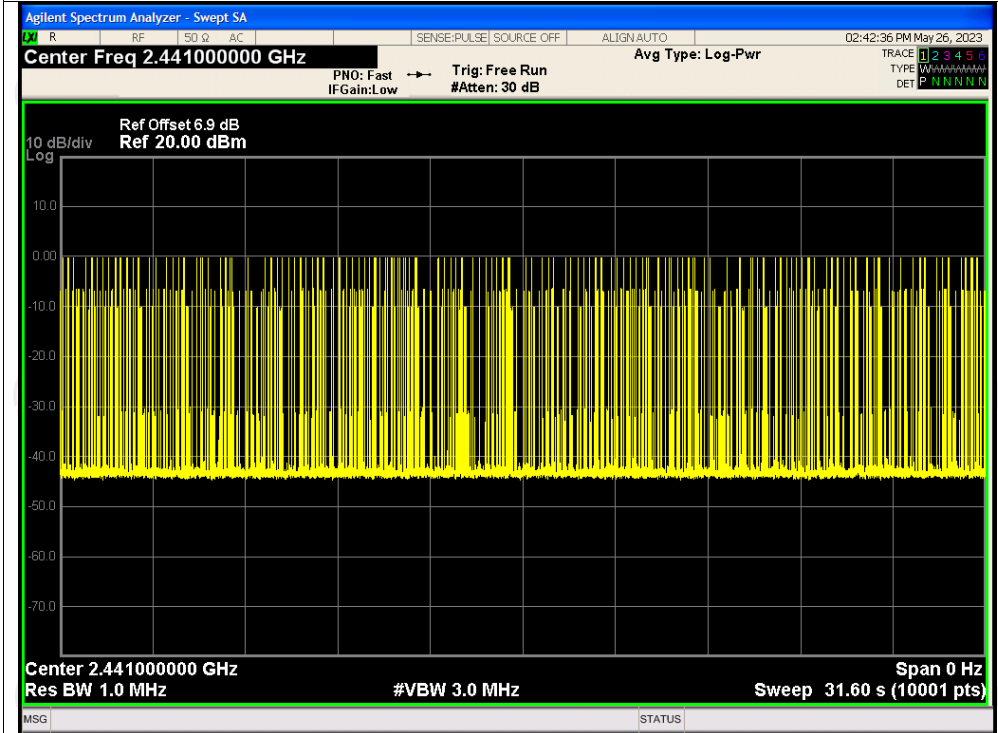 Agilent Spectrum Analyzer - Swept SA
LXI R RF 50 Ω AC SENSE:PULSE SOURCE OFF ALIGN AUTO 02:42:36 PM May 26, 2023
Center Freq 2.441000000 GHz Avg Type: Log-Pwr TRACE 1 2 3 4 5 6
PNO: Fast Trig: Free Run TYPE W
IFGain:Low #Atten: 30 dB DET P N N N N N
Ref Offset 6.9 dB
10 dB/div Ref 20.00 dBm
Log
10.0
0.00
-10.0
-20.0
-30.0
-40.0
-50.0
-60.0
-70.0
Center 2.441000000 GHz Span 0 Hz
Res BW 1.0 MHz #VBW 3.0 MHz Sweep 31.60 s (10001 pts)
MSG STATUS